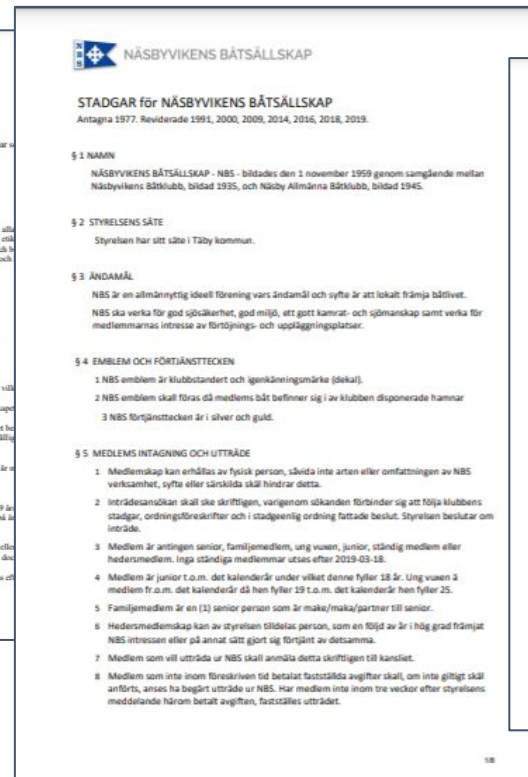 NBS
NÄSBYVIKENS BÅTSÄLLSKAP
STADGAR för NÄSBYVIKENS BÅTSÄLLSKAP
Antagna 1977. Reviderade 1991, 2000, 2009, 2014, 2016, 2018, 2019.
§ 1 NAMN
NÄSBYVIKENS BÅTSÄLLSKAP - NBS - bildades den 1 november 1959 genom samgående mellan
Näsbyvikens Båtklubb, bildad 1935, och Näsby Allmänna Båtklubb, bildad 1945.
§ 2 STYRELSENS SÄTE
Styrelsen har sitt säte i Täby kommun.
§ 3 ÄNDAMÅL
NBS är en allmännyttig ideell förening vars ändamål och syfte är att lokalt främja båtlivet.
NBS ska verka för god sjösäkerhet, god miljö, ett gott kamrat- och sjömanskap samt verka för
medlemmarnas intresse av förtöjnings- och uppläggningsplatser.
§ 4 EMBLEM OCH FÖRTJÄNSTTECKEN
1 NBS emblem är klubbstandert och igenkänningsmärke (dekal).
2 NBS emblem skall föras då medlems båt befinner sig i av klubben disponerade hamnar
3 NBS förtjänsttecken är i silver och guld.
§ 5 MEDLEMS INTAGNING OCH UTTRÄDE
1 Medlemskap kan erhållas av fysisk person, såvida inte arten eller omfattningen av NBS
verksamhet, syfte eller särskilda skäl hindrar detta.
2 Inträdesansökan skall ske skriftligen, varigenom sökanden förbinder sig att följa klubbens
stadgar, ordningsföreskrifter och i stadgeenlig ordning fattade beslut. Styrelsen beslutar om
inträde.
3 Medlem är antingen senior, familjemedlem, ung vuxen, junior, ständig medlem eller
hedersmedlem. Inga ständiga medlemmar utses efter 2019-03-18.
4 Medlem är junior t.o.m. det kalenderår under vilket denne fyller 18 år. Ung vuxen ä
medlem fr.o.m. det kalenderår då hen fyller 19 t.o.m. det kalenderår hen fyller 25.
5 Familjemedlem är en (1) senior person som är make/maka/partner till senior.
6 Hedersmedlemskap kan av styrelsen tilldelas person, som en följd av år i hög grad främjat
NBS intressen eller på annat sätt gjort sig förtjänt av detsamma.
7 Medlem som vill utträda ur NBS skall anmäla detta skriftligen till kansliet.
8 Medlem som inte inom föreskriven tid betalat fastställda avgifter skall, om inte giltigt skäl
anförts, anses ha begärt utträde ur NBS. Har medlem inte inom tre veckor efter styrelsens
meddelande härom betalt avgiften, fastställes utträdet.
1/8